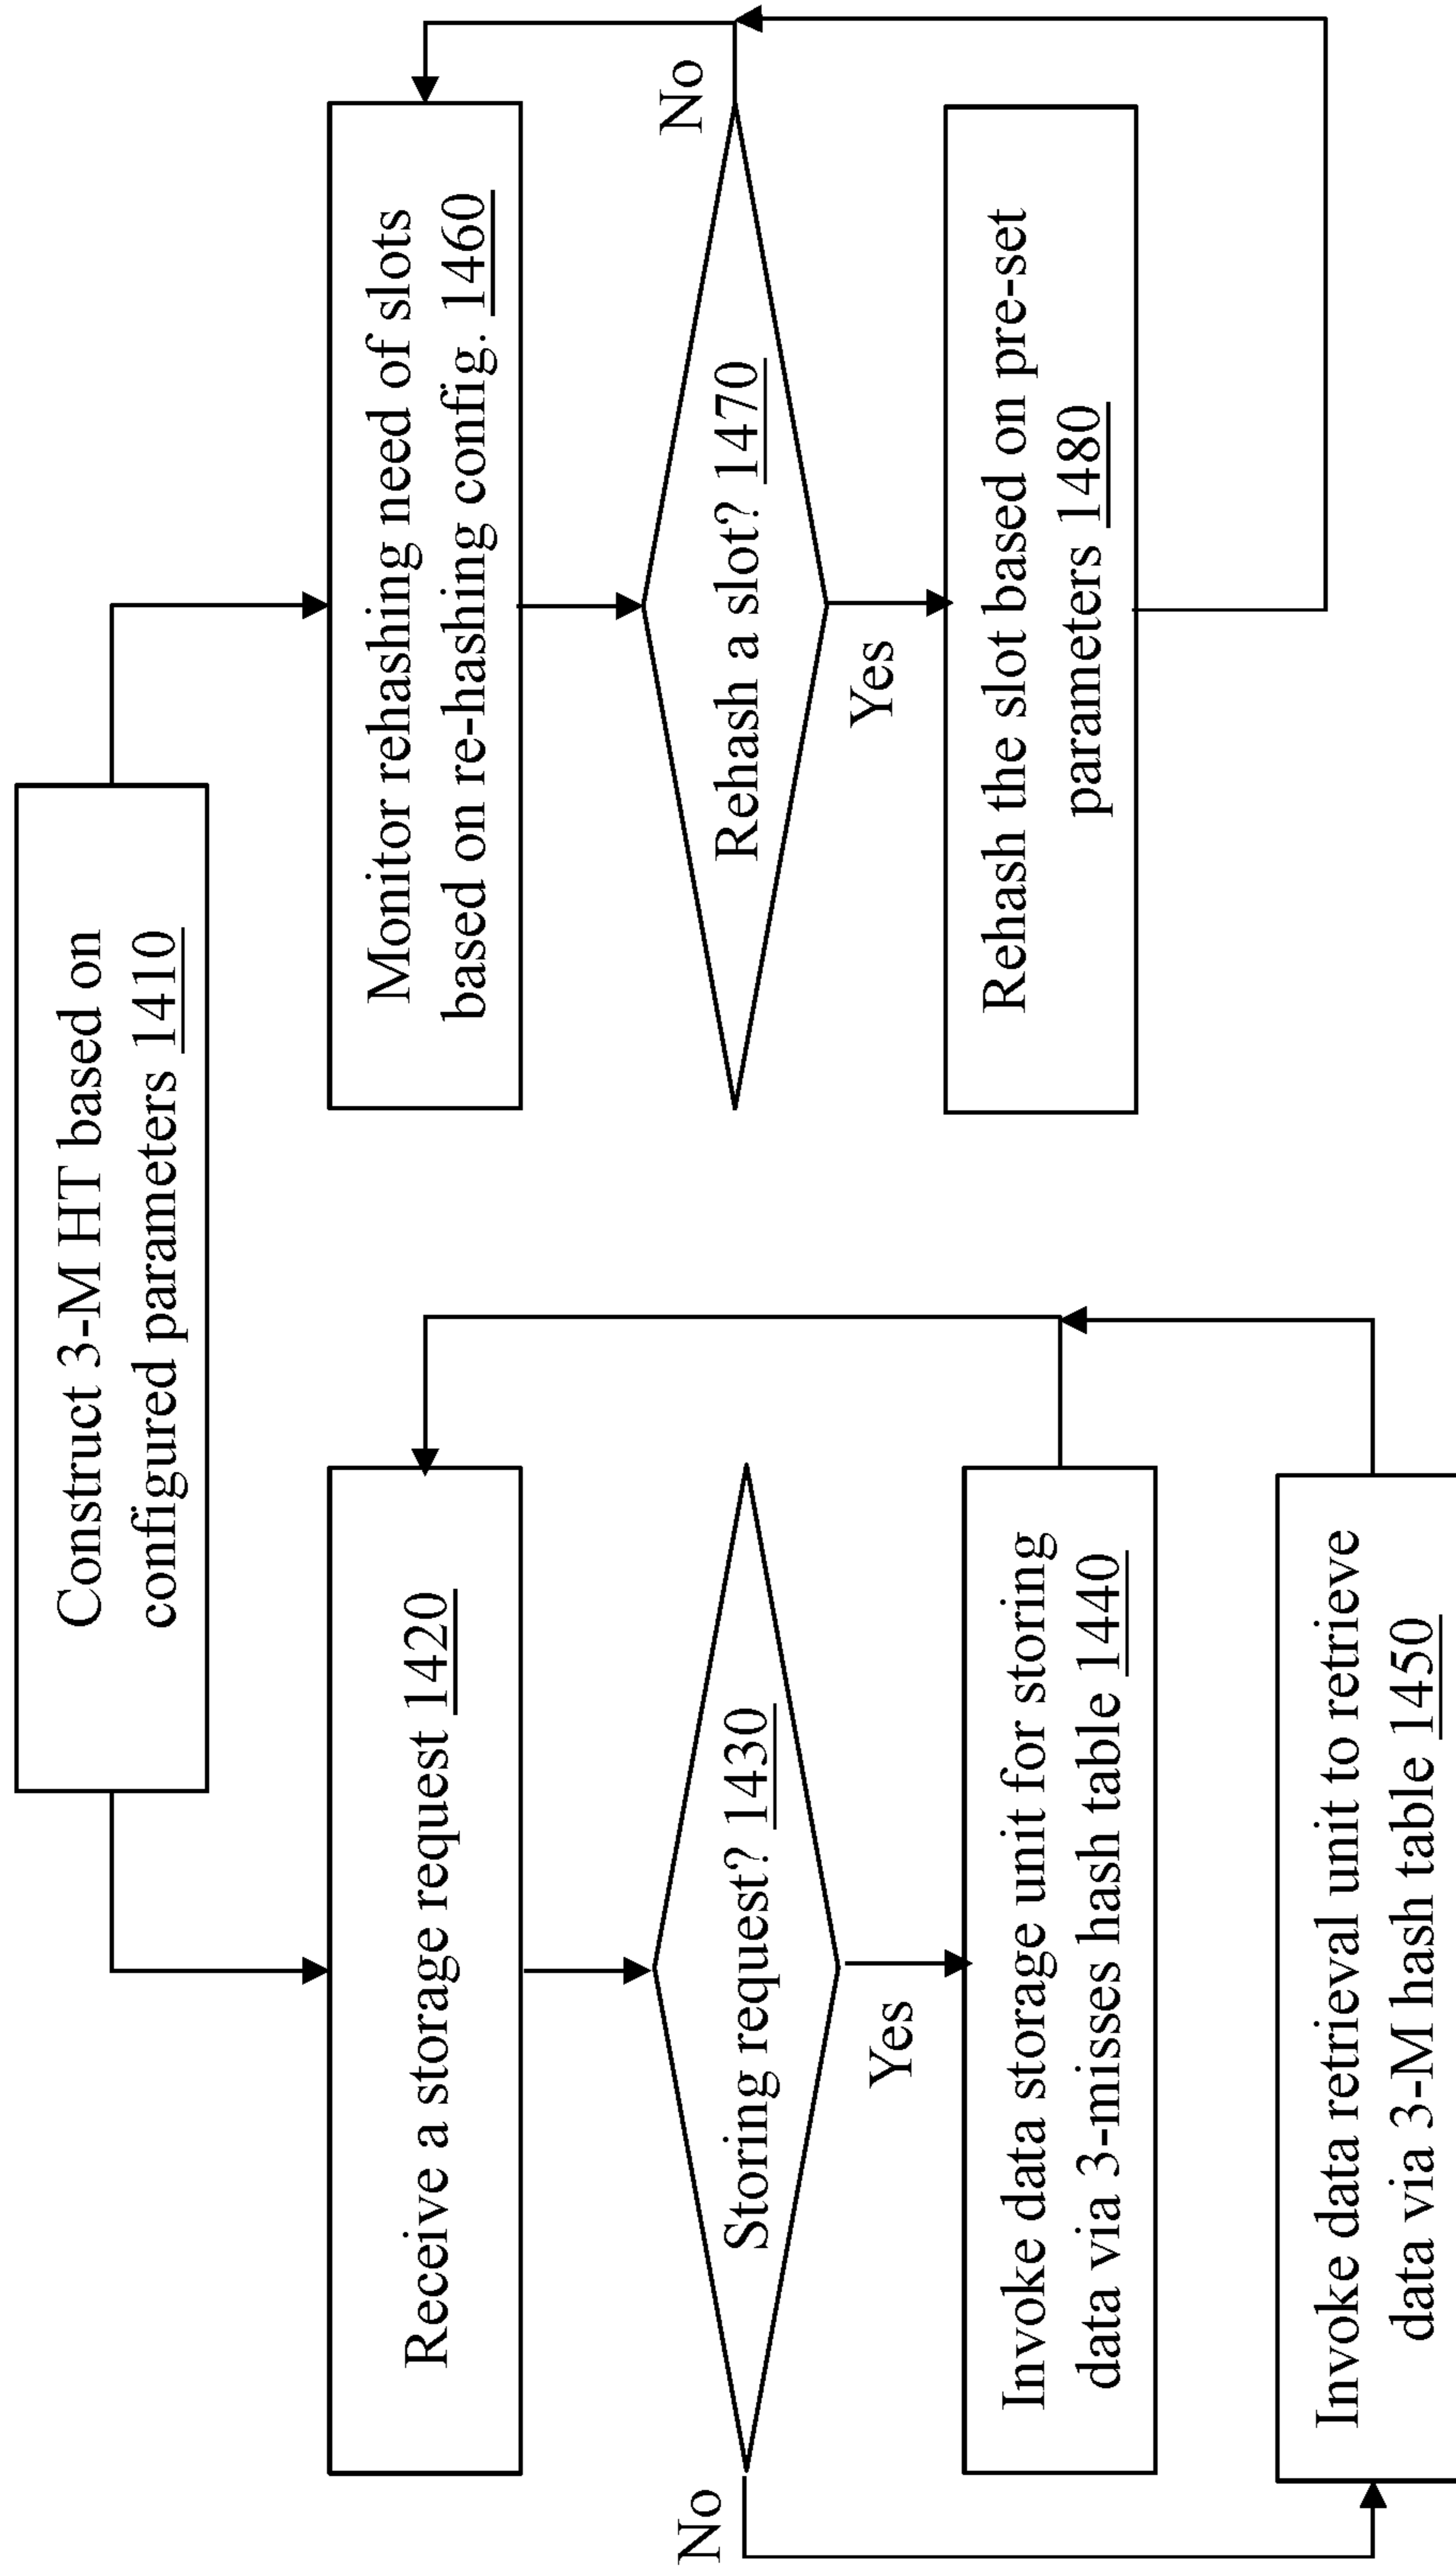 Construct 3-M HT based on
configured parameters 1410
Receive a storage request 1420
Storing request? 1430
Yes
No
Invoke data storage unit for storing
data via 3-misses hash table 1440
Invoke data retrieval unit to retrieve
data via 3-M hash table 1450
Monitor rehashing need of slots
based on re-hashing config. 1460
Rehash a slot? 1470
No
Yes
Rehash the slot based on pre-set
parameters 1480